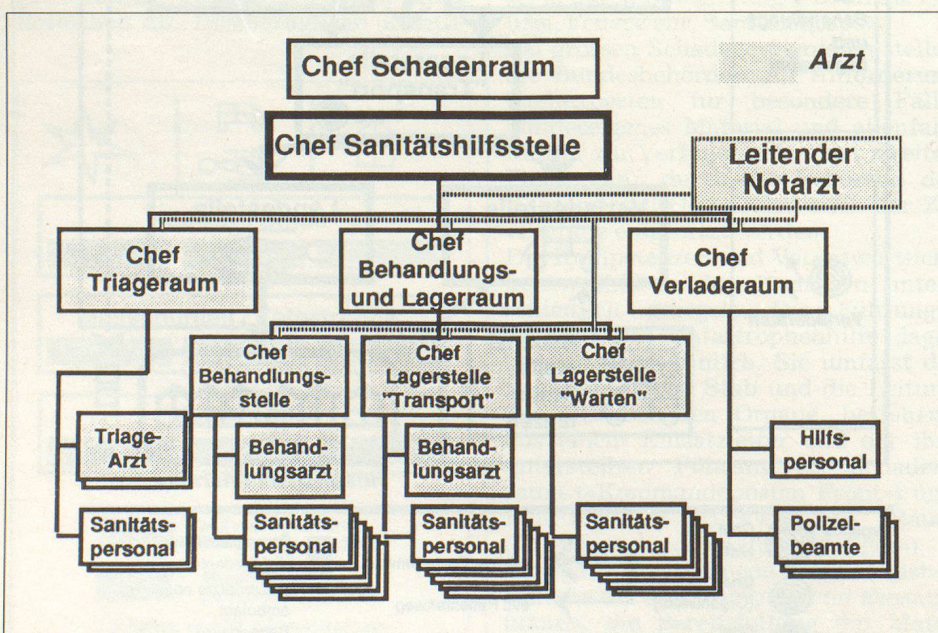 Arzt
Chef Schadenraum
Chef Sanitätshilfsstelle
Leitender
Notarzt
Chef
Triageraum
Chef
Behandlungs-
und Lagerraum
Chef
Verladeraum
Chef
Behandlungs-
stelle
Chef
Lagerstelle
"Transport"
Chef
Lagerstelle
"Warten"
Triage-
Arzt
Behand-
lungsarzt
Behand-
lungsarzt
Hilfs-
personal
Sanitäts-
personal
Sanitäts-
personal
Sanitäts-
personal
Sanitäts-
personal
Polizei-
beamte